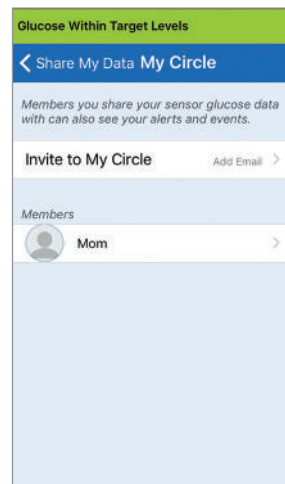 Glucose Within Target Levels
Share My Data My Circle
Members you share your sensor glucose data
with can also see your alerts and events.
Invite to My Circle Add Email
Members
Mom